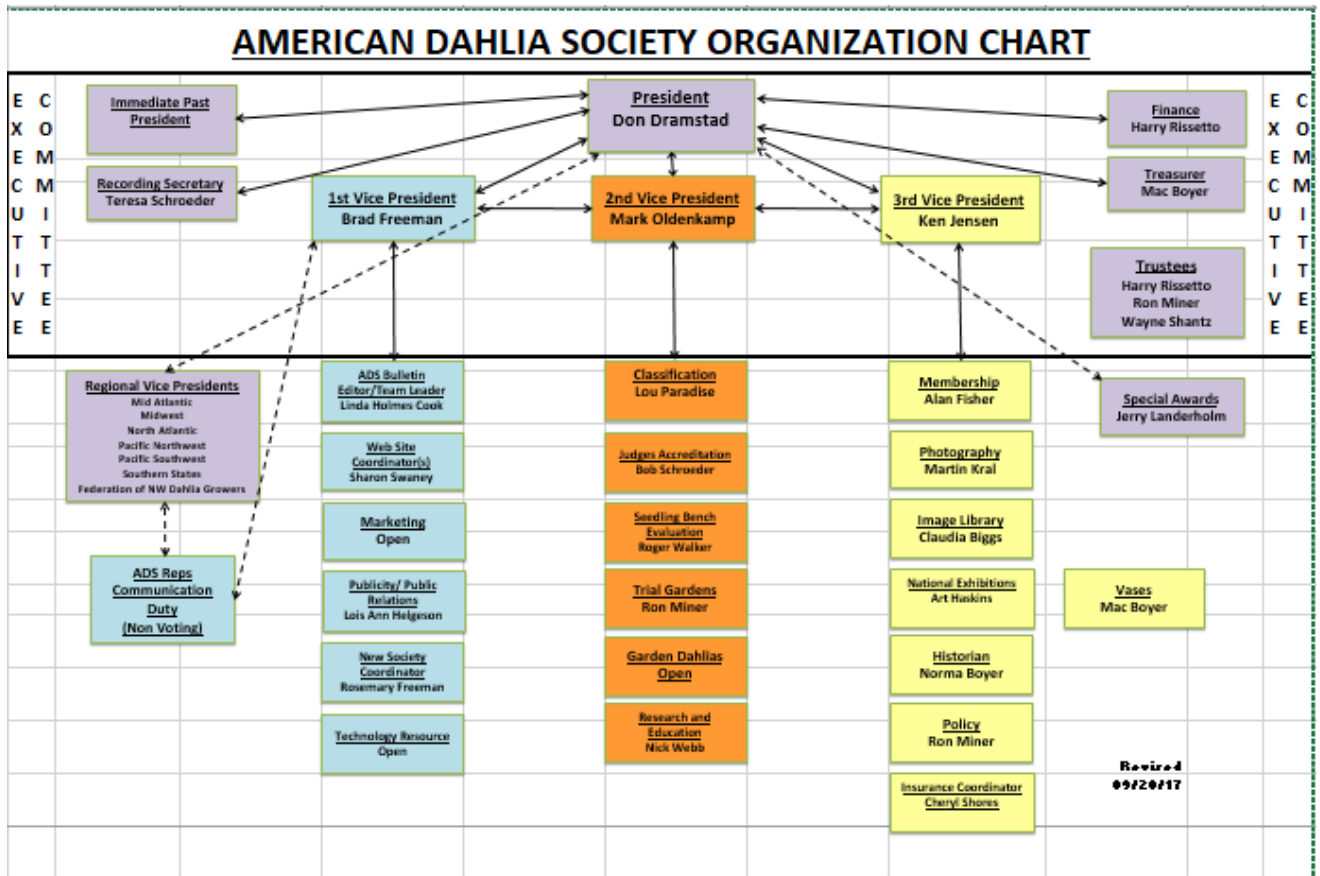 AMERICAN DAHLIA SOCIETY ORGANIZATION CHART
EXECUTIVE
COMMITTEE
Immediate Past
President
Recording Secretary
Teresa Schroeder
President
Don Dramstad
1st Vice President
Brad Freeman
2nd Vice President
Mark Oldenkamp
3rd Vice President
Ken Jensen
Finance
Harry Rissetto
Treasurer
Mac Boyer
Trustees
Harry Rissetto
Ron Miner
Wayne Shantz
EXECUTIVE
COMMITTEE
Regional Vice Presidents
Mid Atlantic
Midwest
North Atlantic
Pacific Northwest
Pacific Southwest
Southern States
Federation of NW Dahlia Growers
ADS Reps
Communication
Duty
(Non Voting)
ADS Bulletin
Editor/Team Leader
Linda Holmes Cook
Web Site
Coordinator(s)
Sharon Swaney
Marketing
Open
Publicity/ Public
Relations
Lois Ann Helgeson
New Society
Coordinator
Rosemary Freeman
Technology Resource
Open
Classification
Lou Paradise
Judges Accreditation
Bob Schroeder
Seedling Bench
Evaluation
Roger Walker
Trial Gardens
Ron Miner
Garden Dahlias
Open
Research and
Education
Nick Webb
Membership
Alan Fisher
Photography
Martin Kral
Image Library
Claudia Biggs
National Exhibitions
Art Haskins
Historian
Norma Boyer
Policy
Ron Miner
Insurance Coordinator
Cheryl Shores
Special Awards
Jerry Landerholm
Vases
Mac Boyer
Revised
09/20/17